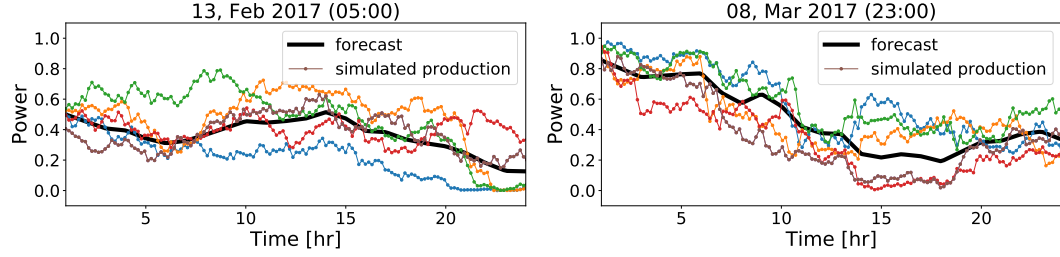 13, Feb 2017 (05:00)
1.0
0.8
0.6
0.4
0.2
0.0
Power
forecast
simulated production
5
10
15
20
Time [hr]
08, Mar 2017 (23:00)
1.0
0.8
0.6
0.4
0.2
0.0
Power
forecast
simulated production
5
10
15
20
Time [hr]